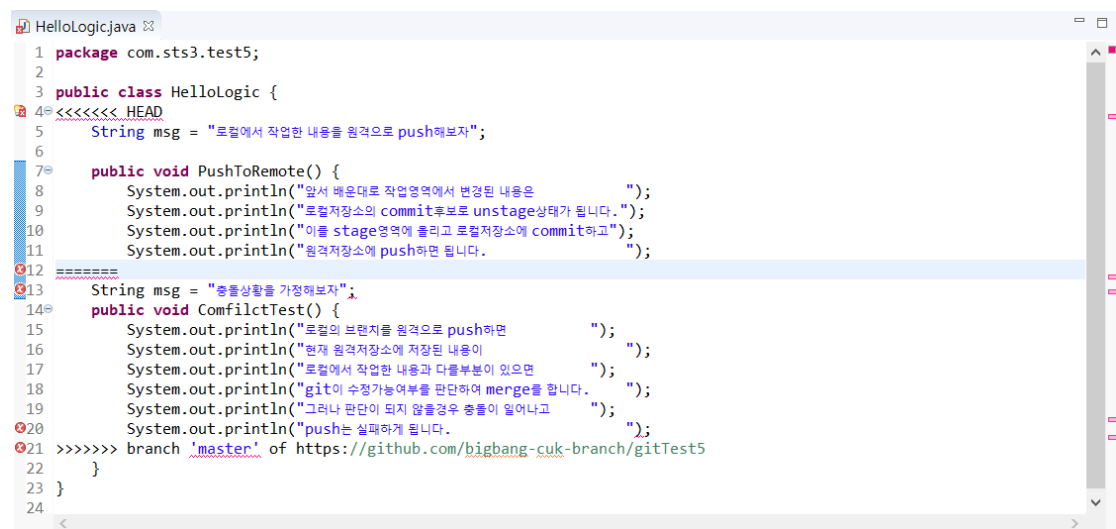 HelloLogic.java
1 package com.sts3.test5;
2
3 public class HelloLogic {
4 <<<<<<< HEAD
5 String msg = "로컬에서 작업한 내용을 원격으로 push해보자";
6
7 public void PushToRemote() {
8 System.out.println("앞서 배운대로 작업영역에서 변경된 내용은 ");
9 System.out.println("로컬저장소의 commit후보로 unstage상태가 됩니다.");
10 System.out.println("이를 stage영역에 올리고 로컬저장소에 commit하고");
11 System.out.println("원격저장소에 push하면 됩니다. ");
12 =======
13 String msg = "충돌상황을 가정해보자";
14 public void ComfilctTest() {
15 System.out.println("로컬의 브랜치를 원격으로 push하면 ");
16 System.out.println("현재 원격저장소에 저장된 내용이 ");
17 System.out.println("로컬에서 작업한 내용과 다를부분이 있으면 ");
18 System.out.println("git이 수정가능여부를 판단하여 merge를 합니다. ");
19 System.out.println("그러나 판단이 되지 않을경우 충돌이 일어나고 ");
20 System.out.println("push는 실패하게 됩니다. ");
21 >>>>>>> branch 'master' of https://github.com/bigbang-cuk-branch/gitTest5
22 }
23 }
24